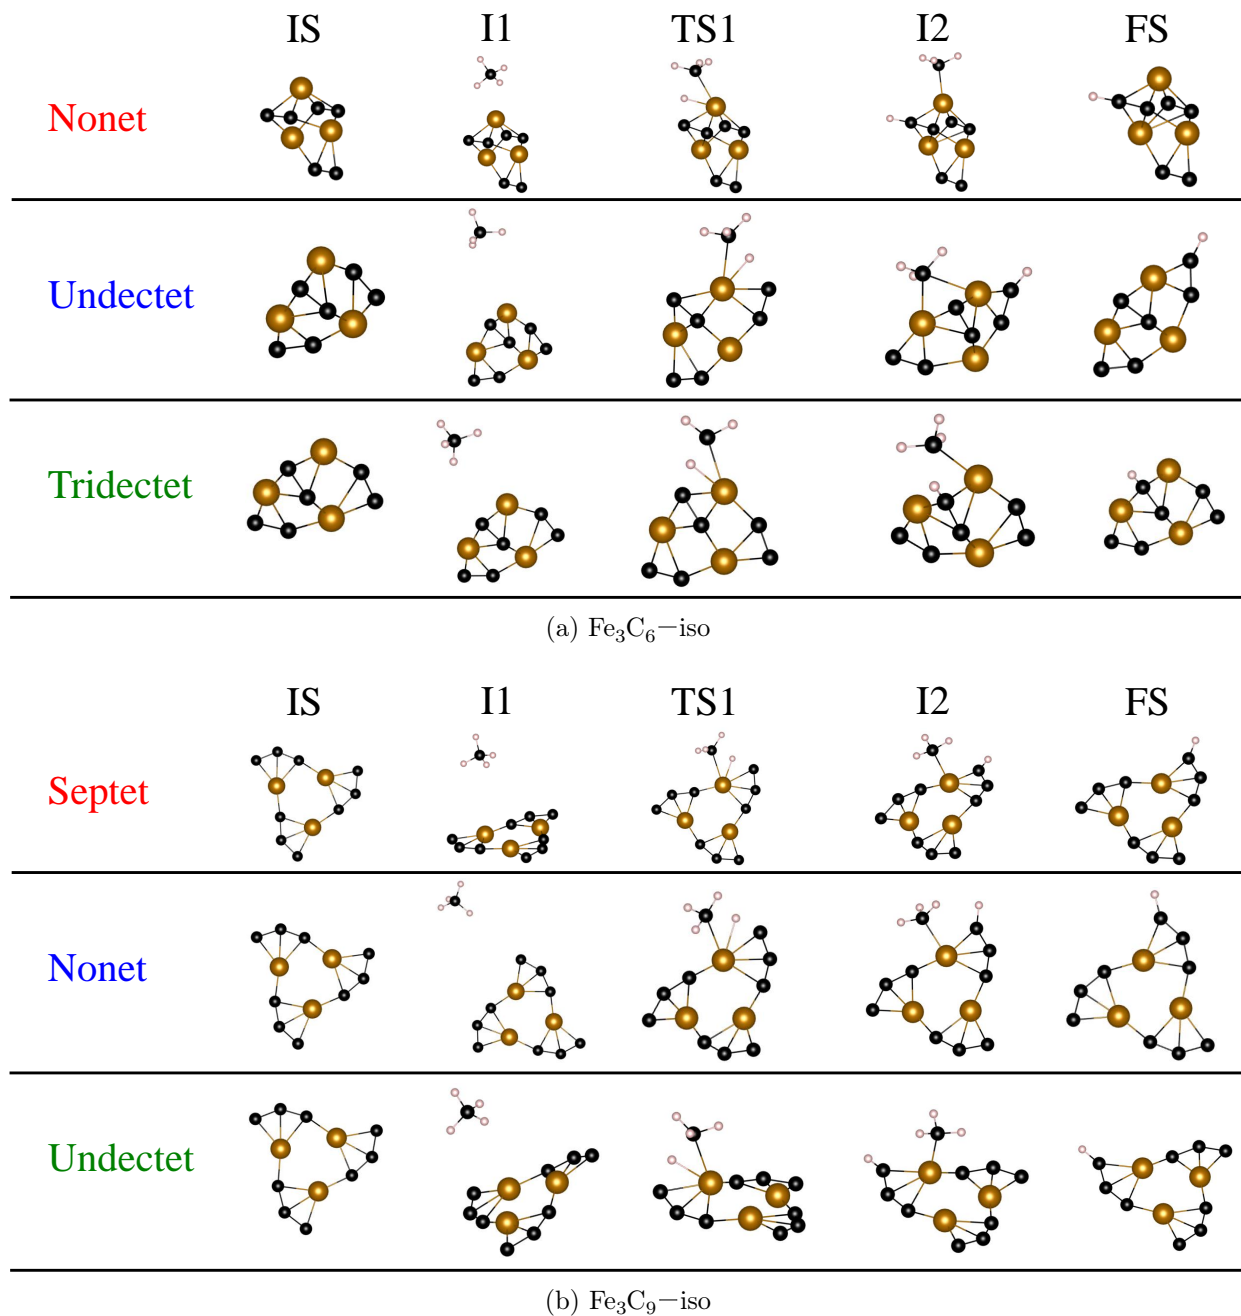 IS I1 TS1 I2 FS
Nonet
Undectet
Tridectet
(a) Fe₃C₆−iso
IS I1 TS1 I2 FS
Septet
Nonet
Undectet
(b) Fe₃C₉−iso